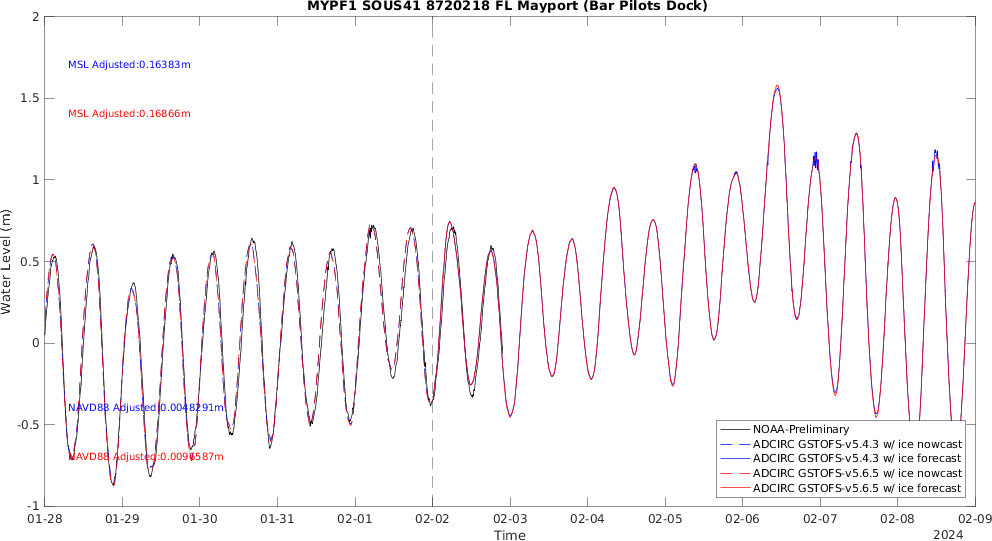 MYPF1 SOUS41 8720218 FL Mayport (Bar Pilots Dock)
Water Level (m)
2
1.5
1
0.5
0
-0.5
-1
MSL Adjusted:0.16383m
MSL Adjusted:0.16866m
NAVD88 Adjusted:0.0048291m
NAVD88 Adjusted:0.0096587m
NOAA-Preliminary
ADCIRC GSTOFS-v5.4.3 w/ ice nowcast
ADCIRC GSTOFS-v5.4.3 w/ ice forecast
ADCIRC GSTOFS-v5.6.5 w/ ice nowcast
ADCIRC GSTOFS-v5.6.5 w/ ice forecast
01-28 01-29 01-30 01-31 02-01 02-02 02-03 02-04 02-05 02-06 02-07 02-08 02-09
Time
2024